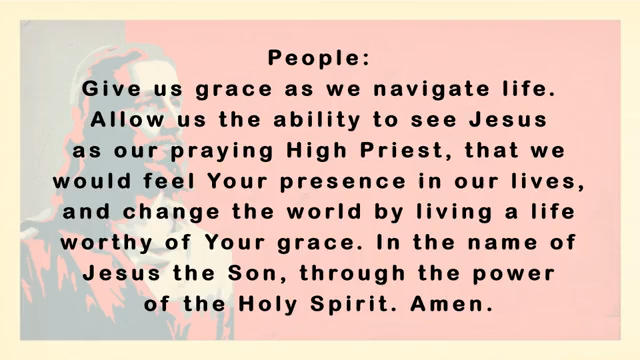 People:
Give us grace as we navigate life.
Allow us the ability to see Jesus
as our praying High Priest, that we
would feel Your presence in our lives,
and change the world by living a life
worthy of Your grace. In the name of
Jesus the Son, through the power
of the Holy Spirit. Amen.